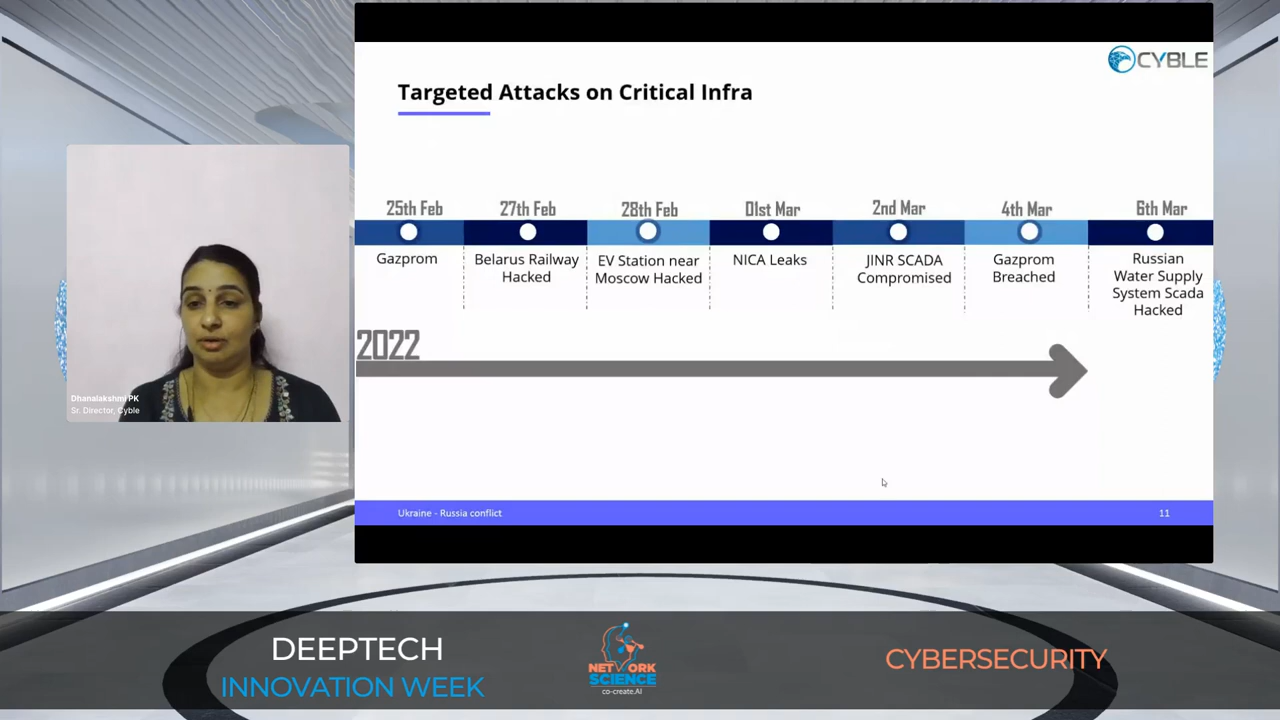 CYBLE
Targeted Attacks on Critical Infra
25th Feb
27th Feb
28th Feb
01st Mar
2nd Mar
4th Mar
6th Mar
Gazprom
Belarus Railway
Hacked
EV Station near
Moscow Hacked
NICA Leaks
JINR SCADA
Compromised
Gazprom
Breached
Russian
Water Supply
System Scada
Hacked
2022
Dhanalakshmi PK
Sr. Director, Cyble
Ukraine - Russia conflict
11
DEEPTECH
INNOVATION WEEK
NETWORK
SCIENCE
co-create.AI
CYBERSECURITY